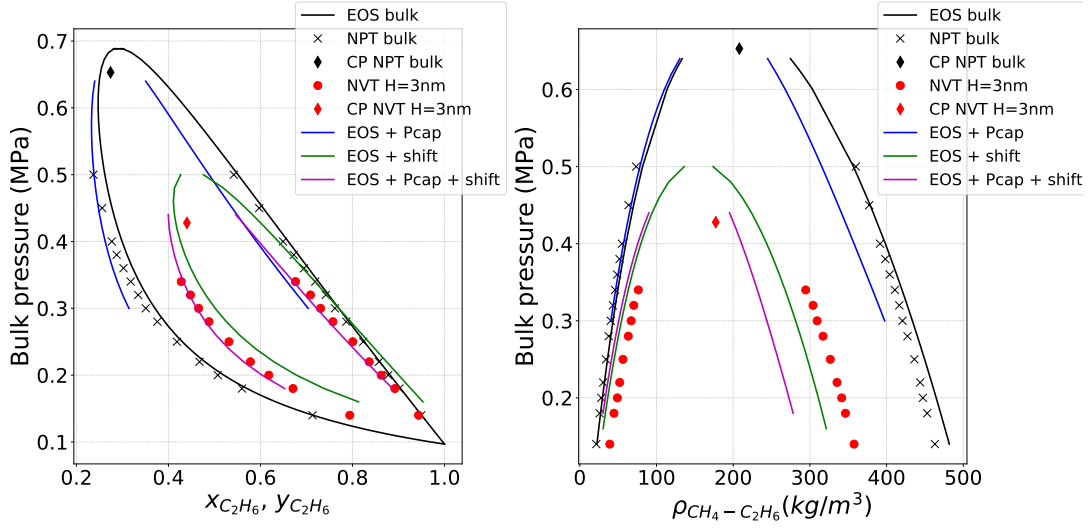 EOS bulk
NPT bulk
CP NPT bulk
NVT H=3nm
CP NVT H=3nm
EOS + Pcap
EOS + shift
EOS + Pcap + shift
0.7
0.6
0.5
0.4
0.3
0.2
0.1
Bulk pressure (MPa)
0.2 0.4 0.6 0.8 1.0
x_{C_2H_6}, y_{C_2H_6}
EOS bulk
NPT bulk
CP NPT bulk
NVT H=3nm
CP NVT H=3nm
EOS + Pcap
EOS + shift
EOS + Pcap + shift
0.6
0.5
0.4
0.3
0.2
Bulk pressure (MPa)
0 100 200 300 400 500
ρ_{CH_4-C_2H_6}(kg/m^3)